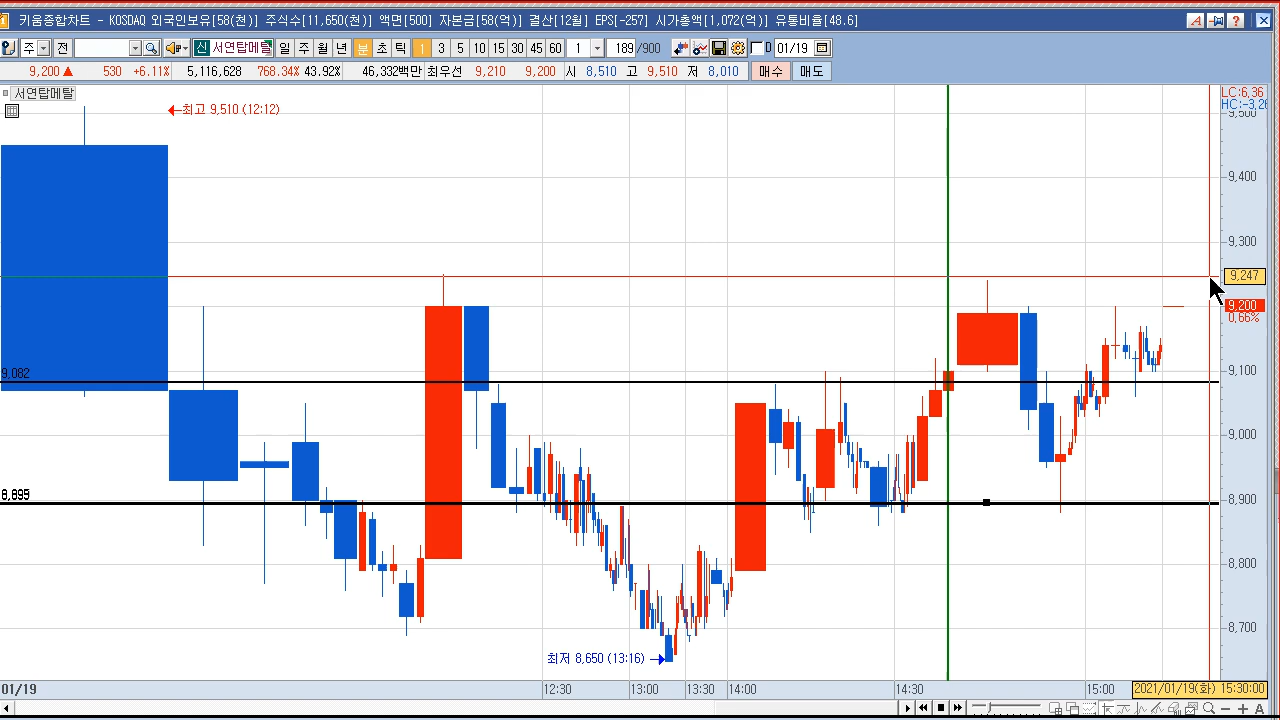 키움종합차트 - KOSDAQ 외국인보유[58(천)] 주식수[11,650(천)] 액면[500] 자본금[58(억)] 결산[12월] EPS[-257] 시가총액[1,072(억)] 유통비율[48.6]
주 전 신 서연탑메탈 일 주 월 년 분 초 틱 1 3 5 10 15 30 45 60 1 189 /900 D 01/19
9,200 ▲ 530 +6.11% 5,116,628 768.34% 43.92% 46,332백만 최우선 9,210 9,200 시 8,510 고 9,510 저 8,010 매수 매도
서연탑메탈
LC:6,36
HC:-3,26
최고 9,510 (12:12)
9,500
9,400
9,300
9,247
9,200
0,66%
9,082
9,100
9,000
8,895
8,900
8,800
8,700
최저 8,650 (13:16)
01/19 12:30 13:00 13:30 14:00 14:30 15:00 2021/01/19(화) 15:30:00